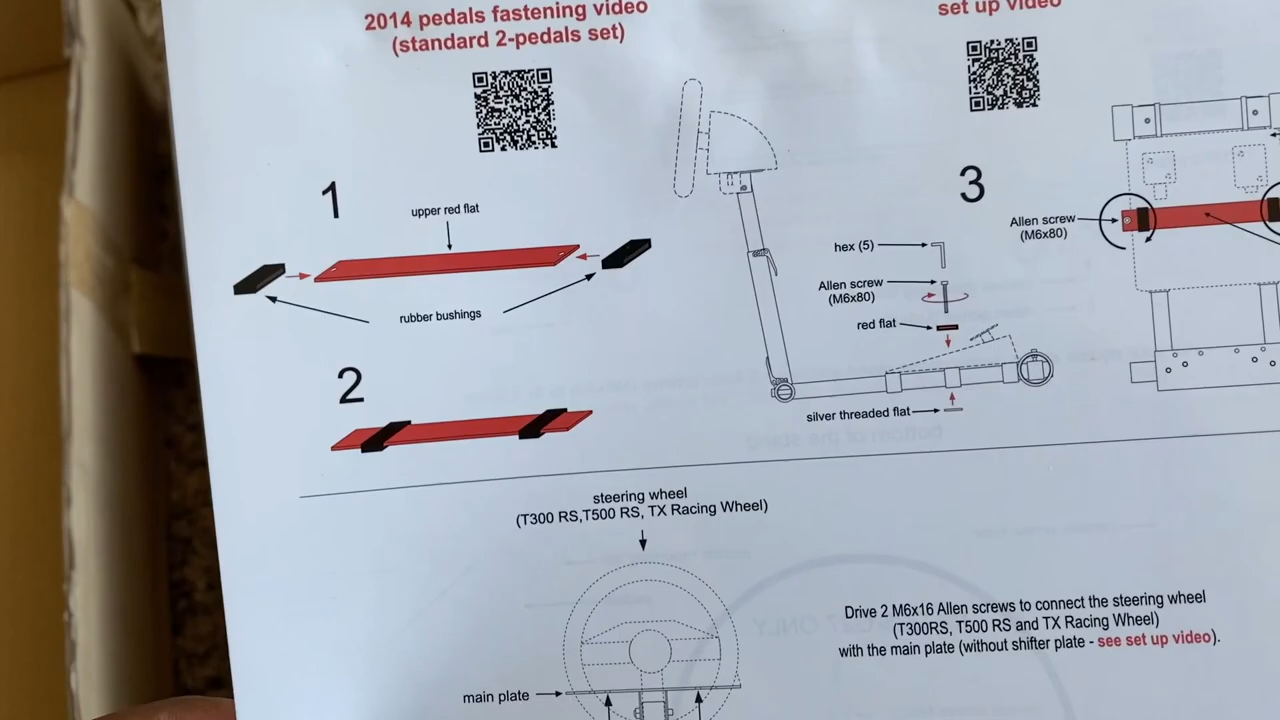 2014 pedals fastening video
(standard 2-pedals set)
set up video
1
upper red flat
rubber bushings
2
3
hex (5)
Allen screw
(M6x80)
red flat
silver threaded flat
Allen screw
(M6x80)
steering wheel
(T300 RS,T500 RS, TX Racing Wheel)
main plate
Drive 2 M6x16 Allen screws to connect the steering wheel
(T300RS, T500 RS and TX Racing Wheel)
with the main plate (without shifter plate - see set up video).